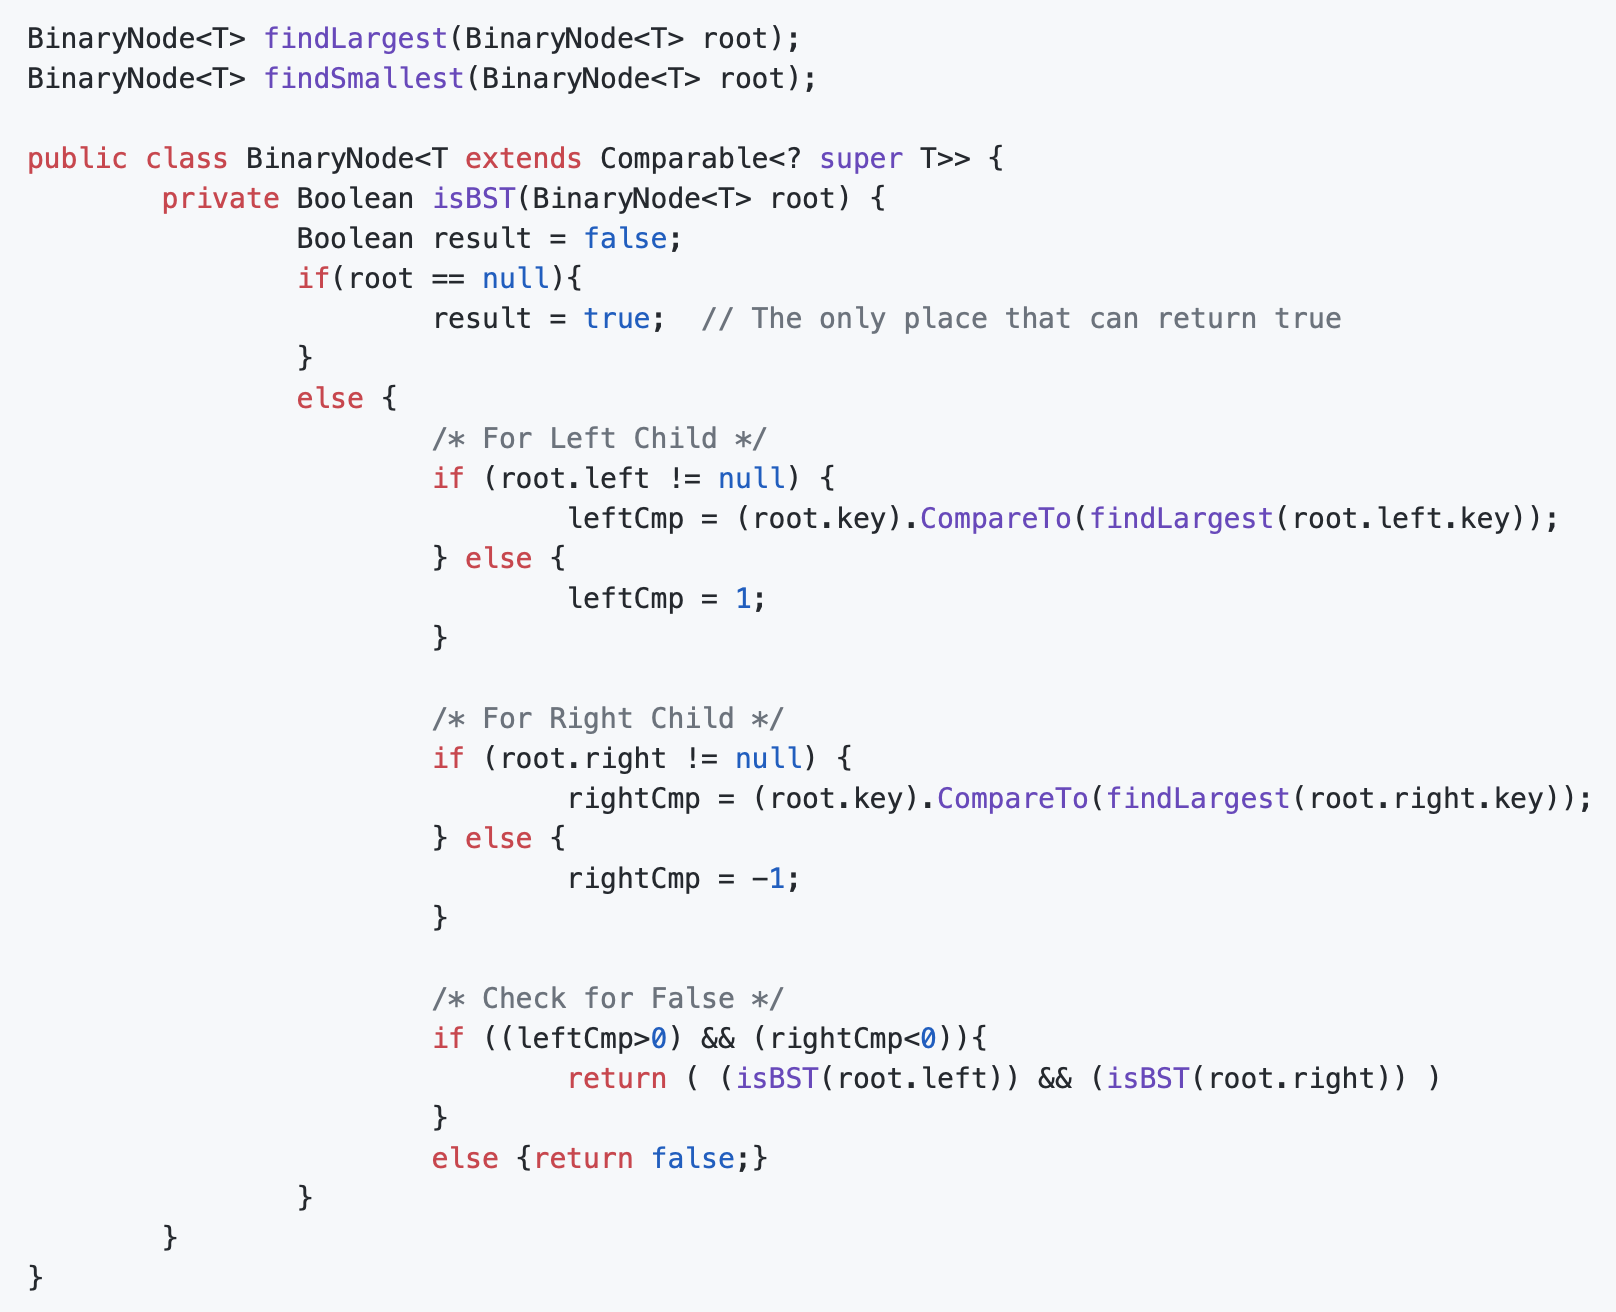 BinaryNode<T> findLargest(BinaryNode<T> root);
BinaryNode<T> findSmallest(BinaryNode<T> root);

public class BinaryNode<T extends Comparable<? super T>> {
        private Boolean isBST(BinaryNode<T> root) {
                Boolean result = false;
                if(root == null){
                        result = true;  // The only place that can return true
                }
                else {
                        /* For Left Child */
                        if (root.left != null) {
                                leftCmp = (root.key).CompareTo(findLargest(root.left.key));
                        } else {
                                leftCmp = 1;
                        }

                        /* For Right Child */
                        if (root.right != null) {
                                rightCmp = (root.key).CompareTo(findLargest(root.right.key));
                        } else {
                                rightCmp = -1;
                        }

                        /* Check for False */
                        if ((leftCmp>0) && (rightCmp<0)){
                                return ( (isBST(root.left)) && (isBST(root.right)) )
                        }
                        else {return false;}
                }
        }
}